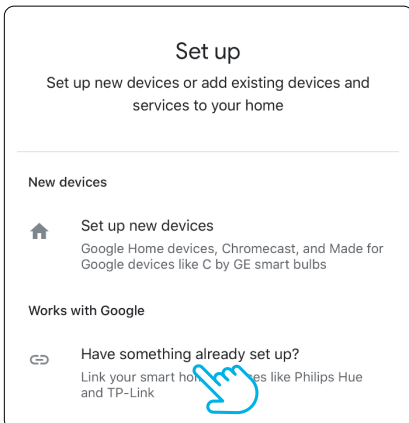 Set up
Set up new devices or add existing devices and
services to your home
New devices
Set up new devices
Google Home devices, Chromecast, and Made for
Google devices like C by GE smart bulbs
Works with Google
Have something already set up?
Link your smart like Philips Hue
and TP-Link